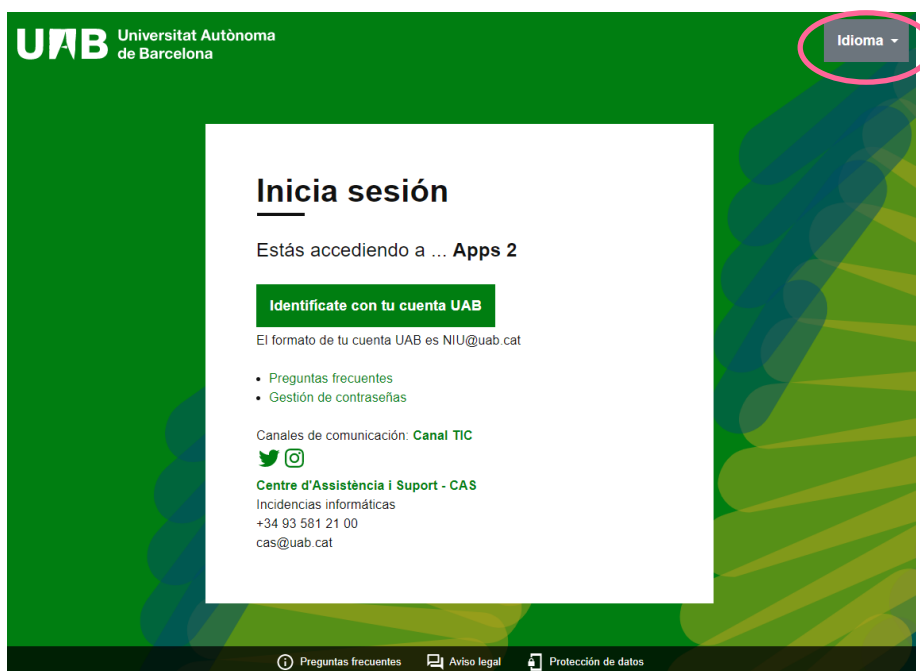 UAB Universitat Autònoma
de Barcelona
Idioma
Inicia sesión
Estás accediendo a ... Apps 2
Identifícate con tu cuenta UAB
El formato de tu cuenta UAB es NIU@uab.cat
Preguntas frecuentes
Gestión de contraseñas
Canales de comunicación: Canal TIC
Centre d'Assistència i Suport - CAS
Incidencias informáticas
+34 93 581 21 00
cas@uab.cat
Preguntas frecuentes Aviso legal Protección de datos